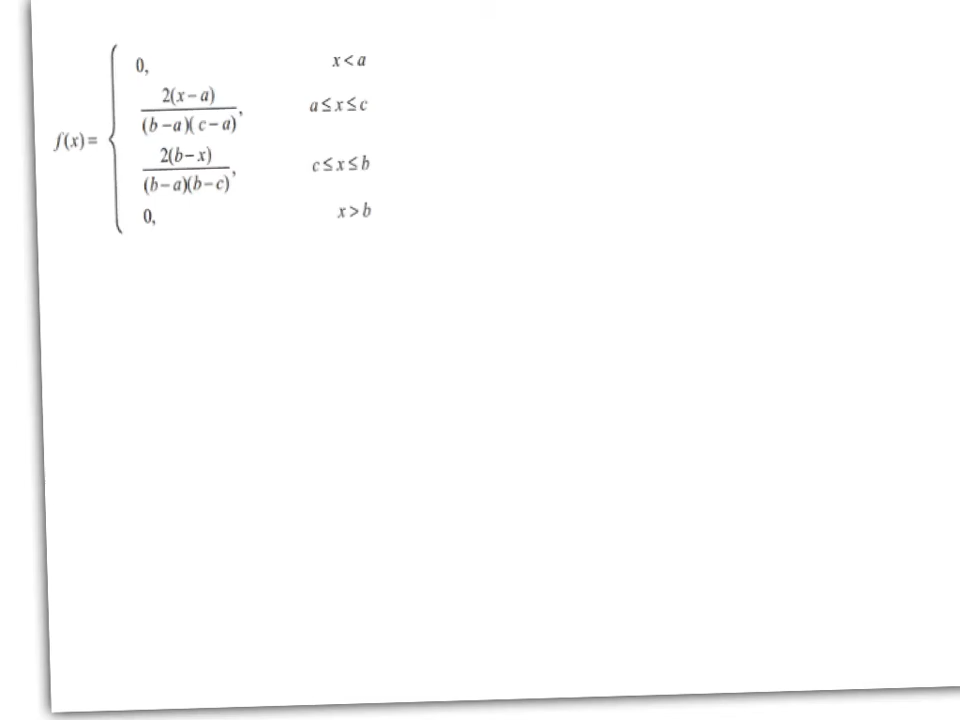 f(x) = { 0, x < a
2(x − a) / (b − a)(c − a), a ≤ x ≤ c
2(b − x) / (b − a)(b − c), c ≤ x ≤ b
0, x > b